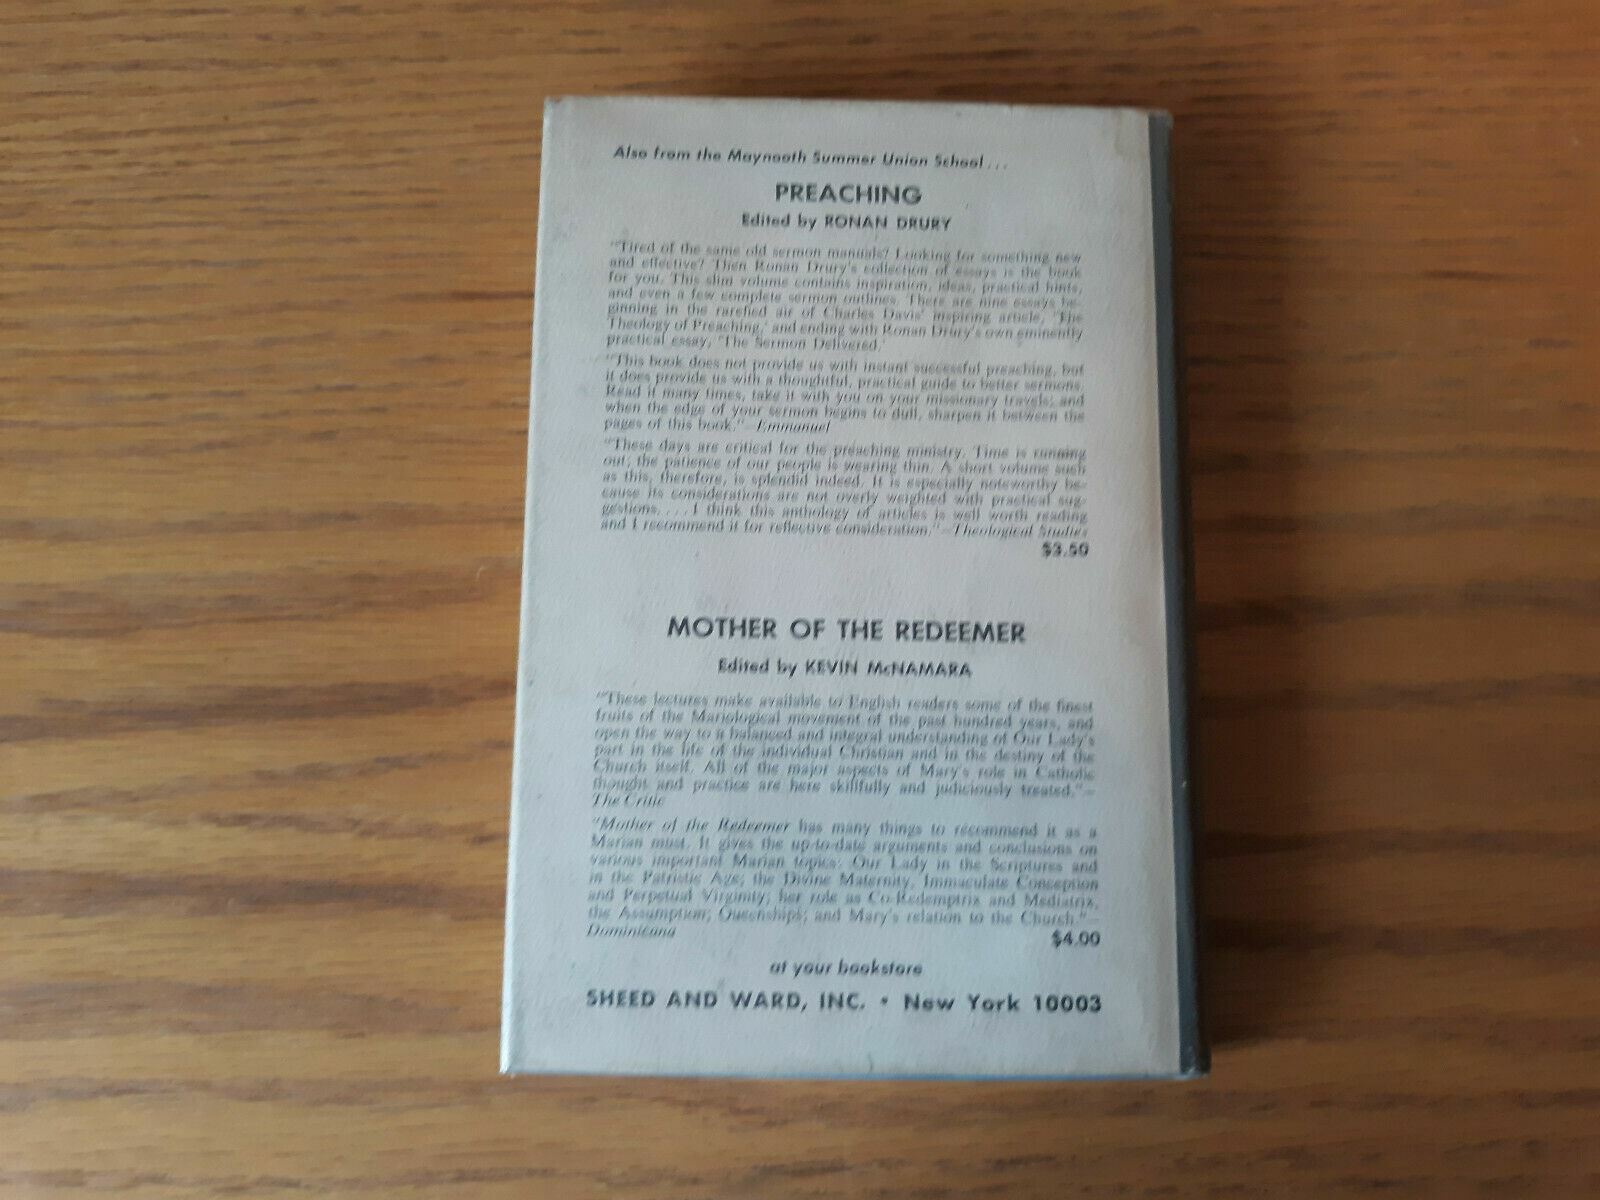 Also from the Maynooth Summer Union School...
PREACHING
Edited by RONAN DRURY
"Tired of the same old sermon manuals? Looking for something new
and effective? Then Ronan Drury's collection of essays is the book
for you. This slim volume contains inspiration, ideas, practical hints,
and even a few complete sermon outlines. There are nine essays be-
ginning in the rarefied air of Charles Davis' inspiring article, 'The
Theology of Preaching,' and ending with Ronan Drury's own eminently
practical essay, 'The Sermon Delivered.'
"This book does not provide us with instant successful preaching, but
it does provide us with a thoughtful, practical guide to better sermons.
Read it many times, take it with you on your missionary travels; and
when the edge of your sermon begins to dull, sharpen it between the
pages of this book."—Emmanuel
"These days are critical for the preaching ministry. Time is running
out; the patience of our people is wearing thin. A short volume such
as this, therefore, is splendid indeed. It is especially noteworthy be-
cause its considerations are not overly weighted with practical sug-
gestions. . . . I think this anthology of articles is well worth reading
and I recommend it for reflective consideration."—Theological Studies
$3.50
MOTHER OF THE REDEEMER
Edited by KEVIN McNAMARA
"These lectures make available to English readers some of the finest
fruits of the Mariological movement of the past hundred years, and
open the way to a balanced and integral understanding of Our Lady's
part in the life of the individual Christian and in the destiny of the
Church itself. All of the major aspects of Mary's role in Catholic
thought and practice are here skillfully and judiciously treated."—
The Critic
"Mother of the Redeemer has many things to recommend it as a
Marian must. It gives the up-to-date arguments and conclusions on
various important Marian topics: Our Lady in the Scriptures and
in the Patristic Age; the Divine Maternity, Immaculate Conception
and Perpetual Virginity; her role as Co-Redemptrix and Mediatrix,
the Assumption; Queenship; and Mary's relation to the Church."—
Dominicana
$4.00
at your bookstore
SHEED AND WARD, INC. • New York 10003